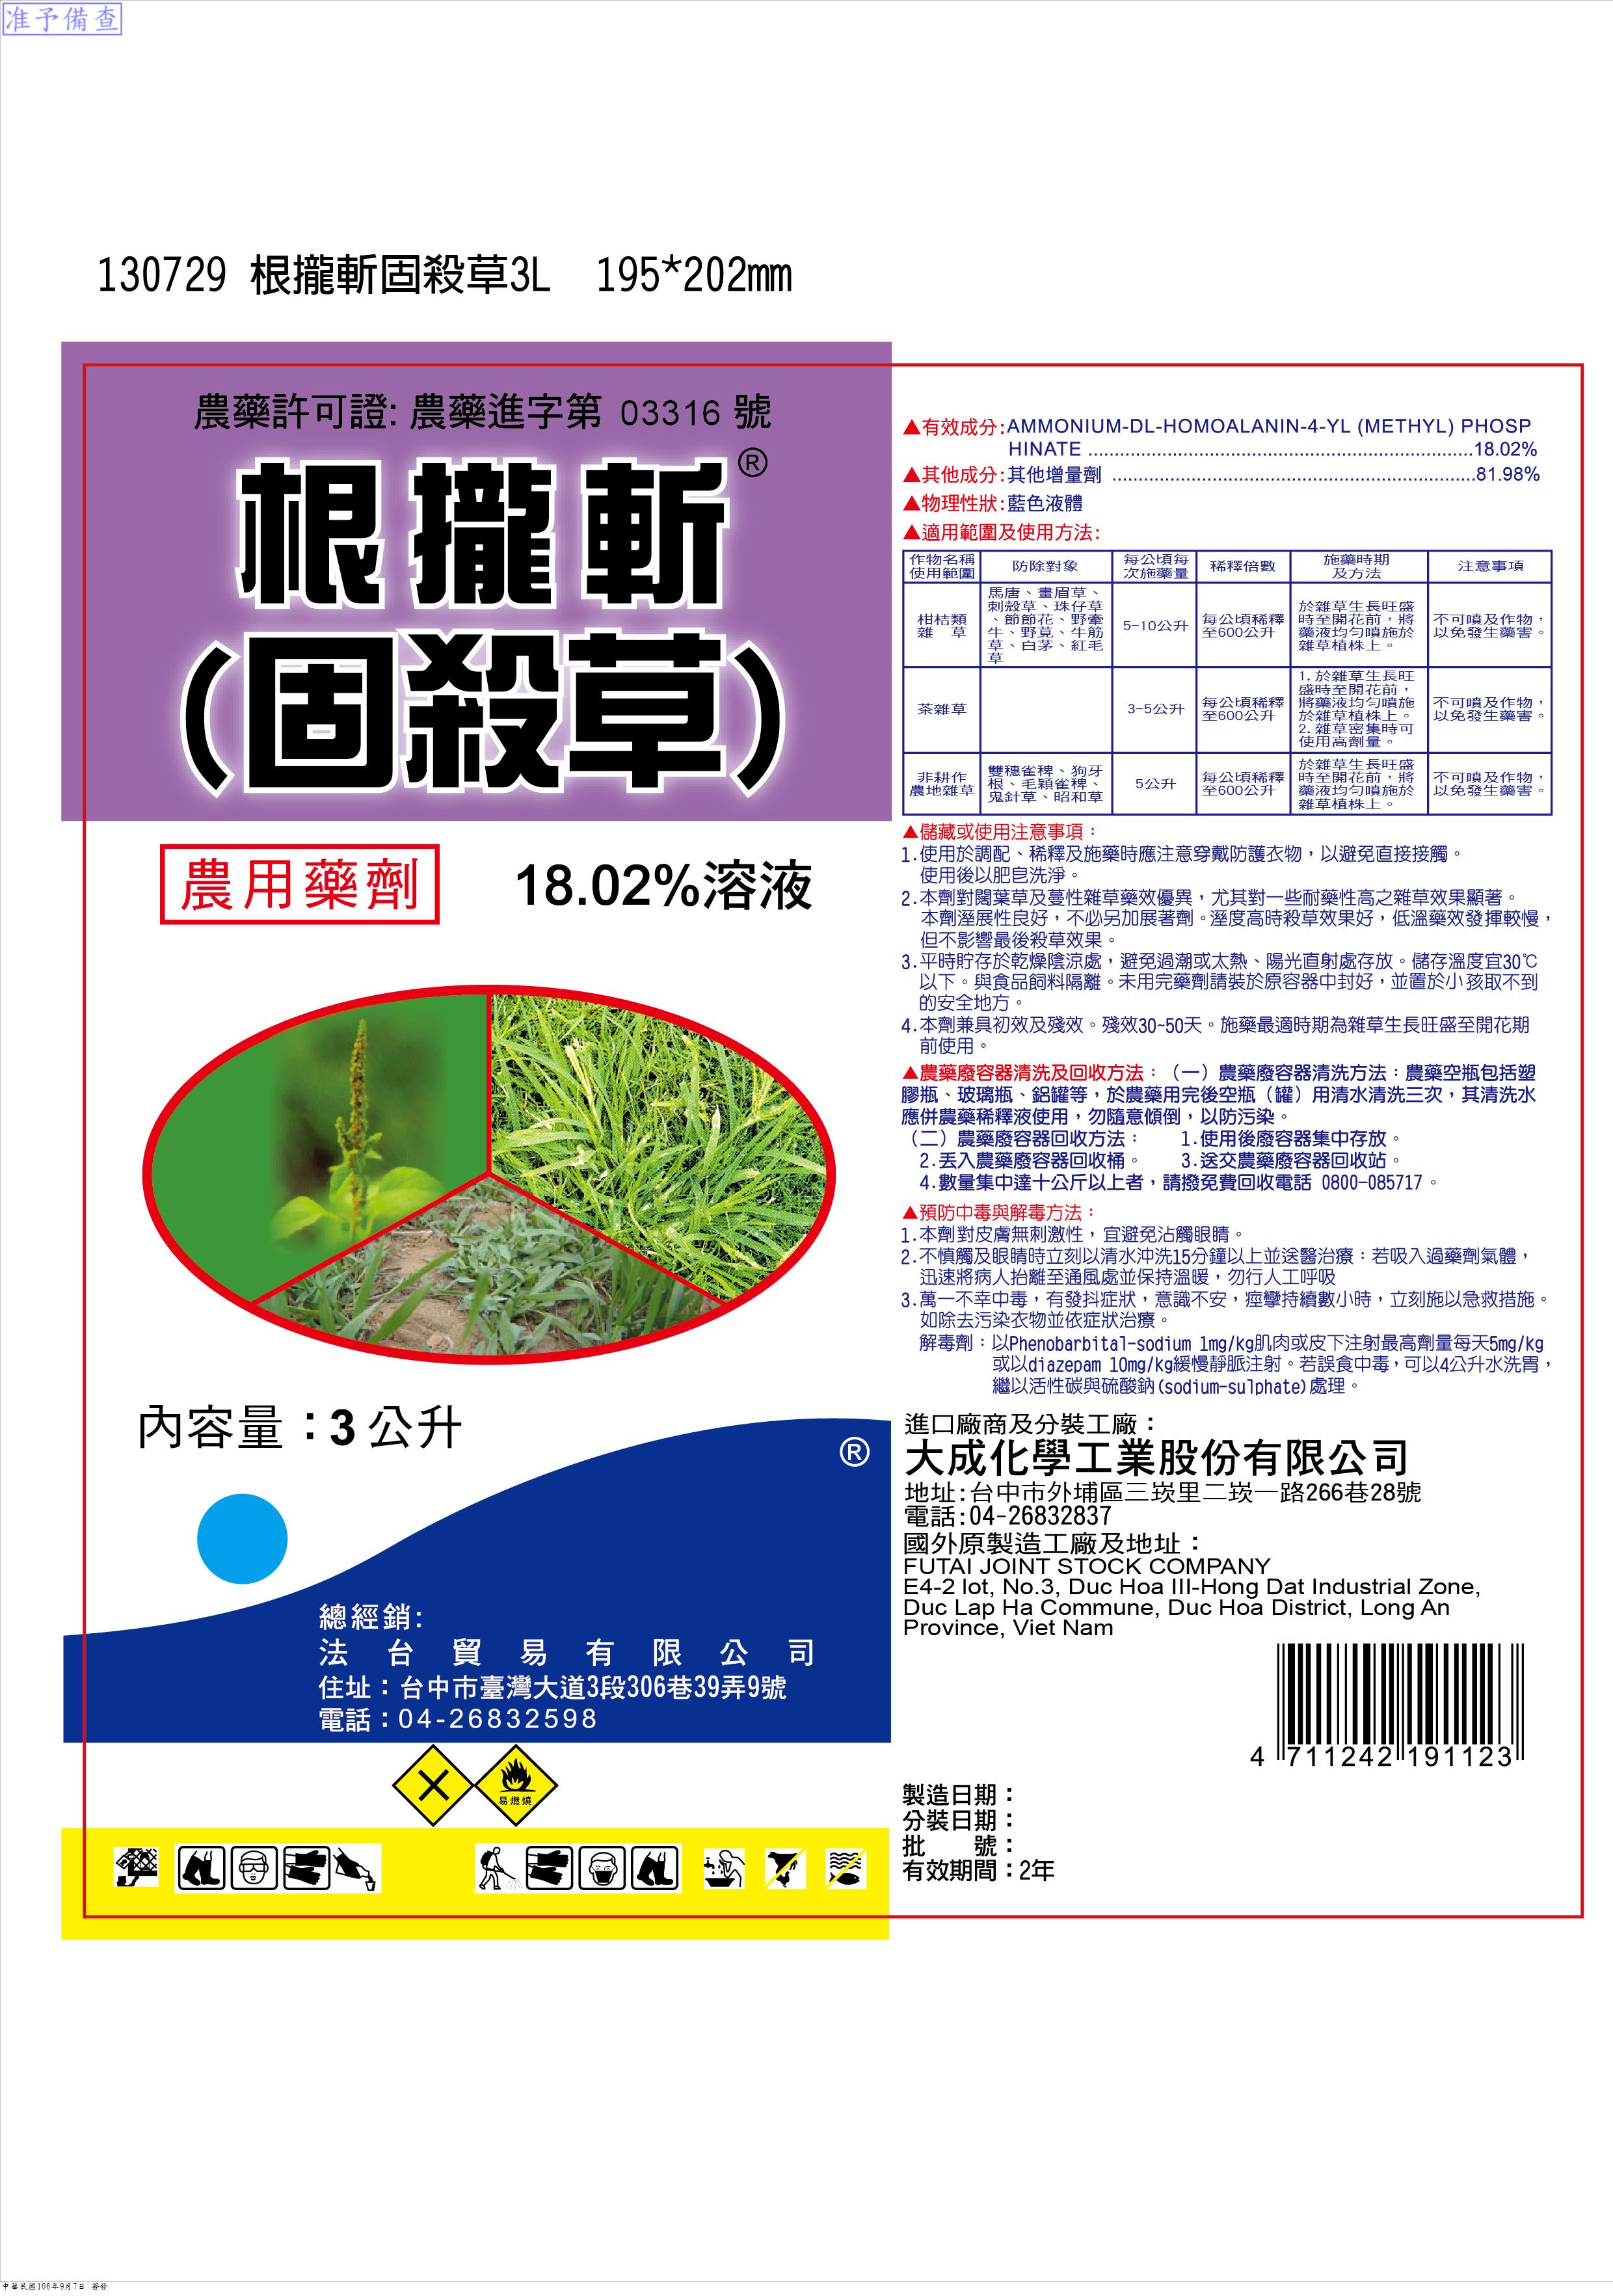 准予備查
130729 根攏斬固殺草3L 195*202mm
農藥許可證: 農藥進字第 03316 號
根攏斬®
(固殺草)
農用藥劑
18.02%溶液
內容量：3公升
®
總經銷:
法台貿易有限公司
住址：台中市臺灣大道3段306巷39弄9號
電話：04-26832598
易燃燒
▲有效成分:AMMONIUM-DL-HOMOALANIN-4-YL (METHYL) PHOSP
HINATE ..........18.02%
▲其他成分:其他增量劑 ..........81.98%
▲物理性狀:藍色液體
▲適用範圍及使用方法:
作物名稱 使用範圍 防除對象 每公頃每次施藥量 稀釋倍數 施藥時期及方法 注意事項
柑桔類雜草 馬唐、畫眉草、刺殼草、珠仔草、節節花、野牽牛、野莧、牛筋草、白茅、紅毛草 5-10公升 每公頃稀釋至600公升 於雜草生長旺盛時至開花前，將藥液均勻噴施於雜草植株上。 不可噴及作物，以免發生藥害。
茶雜草 3-5公升 每公頃稀釋至600公升 1.於雜草生長旺盛時至開花前，將藥液均勻噴施於雜草植株上。2.雜草密集時可使用高劑量。 不可噴及作物，以免發生藥害。
非耕作農地雜草 雙穗雀稗、狗牙根、毛穎雀稗、鬼針草、昭和草 5公升 每公頃稀釋至600公升 於雜草生長旺盛時至開花前，將藥液均勻噴施於雜草植株上。 不可噴及作物，以免發生藥害。
▲儲藏或使用注意事項：
1.使用於調配、稀釋及施藥時應注意穿戴防護衣物，以避免直接接觸。
使用後以肥皂洗淨。
2.本劑對闊葉草及蔓性雜草藥效優異，尤其對一些耐藥性高之雜草效果顯著。
本劑溼展性良好，不必另加展著劑。溼度高時殺草效果好，低溫藥效發揮較慢，
但不影響最後殺草效果。
3.平時貯存於乾燥陰涼處，避免過潮或太熱、陽光直射處存放。儲存溫度宜30℃
以下。與食品飼料隔離。未用完藥劑請裝於原容器中封好，並置於小孩取不到
的安全地方。
4.本劑兼具初效及殘效。殘效30~50天。施藥最適時期為雜草生長旺盛至開花期
前使用。
▲農藥廢容器清洗及回收方法：（一）農藥廢容器清洗方法：農藥空瓶包括塑
膠瓶、玻璃瓶、鋁罐等，於農藥用完後空瓶（罐）用清水清洗三次，其清洗水
應併農藥稀釋液使用，勿隨意傾倒，以防污染。
（二）農藥廢容器回收方法： 1.使用後廢容器集中存放。
2.丟入農藥廢容器回收桶。 3.送交農藥廢容器回收站。
4.數量集中達十公斤以上者，請撥免費回收電話 0800-085717。
▲預防中毒與解毒方法：
1.本劑對皮膚無刺激性，宜避免沾觸眼睛。
2.不慎觸及眼睛時立刻以清水沖洗15分鐘以上並送醫治療：若吸入過藥劑氣體，
迅速將病人抬離至通風處並保持溫暖，勿行人工呼吸
3.萬一不幸中毒，有發抖症狀，意識不安，痙攣持續數小時，立刻施以急救措施。
如除去污染衣物並依症狀治療。
解毒劑：以Phenobarbital-sodium 1mg/kg肌肉或皮下注射最高劑量每天5mg/kg
或以diazepam 10mg/kg緩慢靜脈注射。若誤食中毒，可以4公升水洗胃，
繼以活性碳與硫酸鈉(sodium-sulphate)處理。
進口廠商及分裝工廠：
大成化學工業股份有限公司
地址:台中市外埔區三崁里二崁一路266巷28號
電話:04-26832837
國外原製造工廠及地址：
FUTAI JOINT STOCK COMPANY
E4-2 lot, No.3, Duc Hoa III-Hong Dat Industrial Zone,
Duc Lap Ha Commune, Duc Hoa District, Long An
Province, Viet Nam
4 711242 191123
製造日期：
分裝日期：
批 號：
有效期間：2年
中華民國106年9月7日 簽發